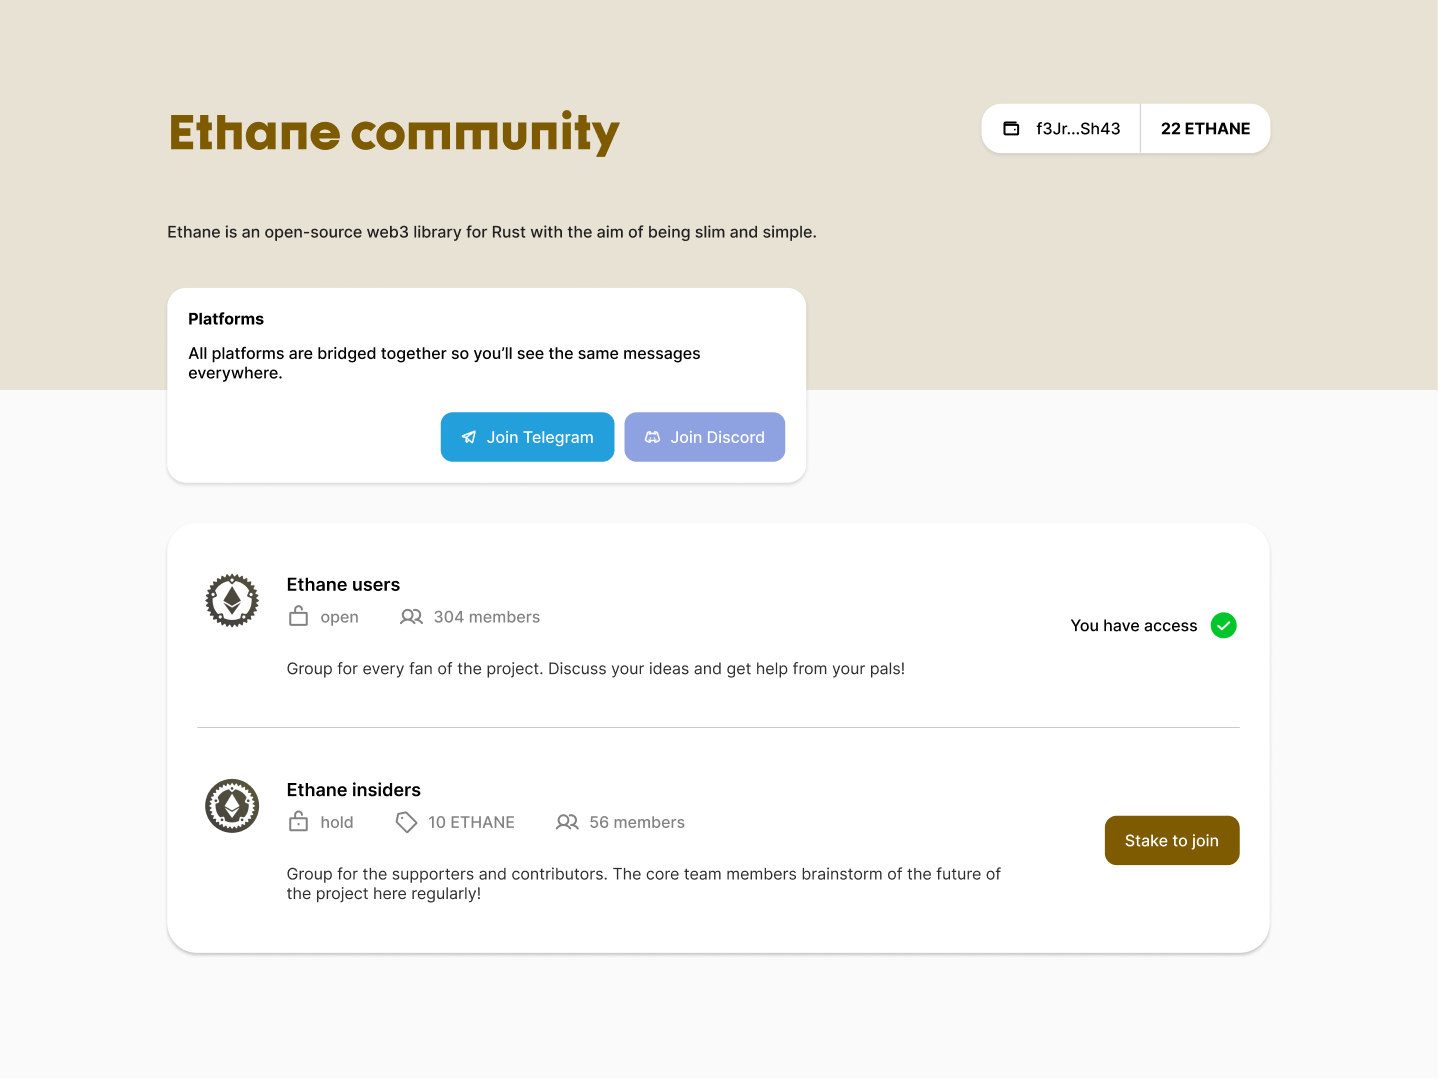 Ethane community
f3Jr...Sh43
22 ETHANE
Ethane is an open-source web3 library for Rust with the aim of being slim and simple.
Platforms
All platforms are bridged together so you’ll see the same messages
everywhere.
Join Telegram
Join Discord
Ethane users
open
304 members
You have access
Group for every fan of the project. Discuss your ideas and get help from your pals!
Ethane insiders
hold
10 ETHANE
56 members
Stake to join
Group for the supporters and contributors. The core team members brainstorm of the future of
the project here regularly!